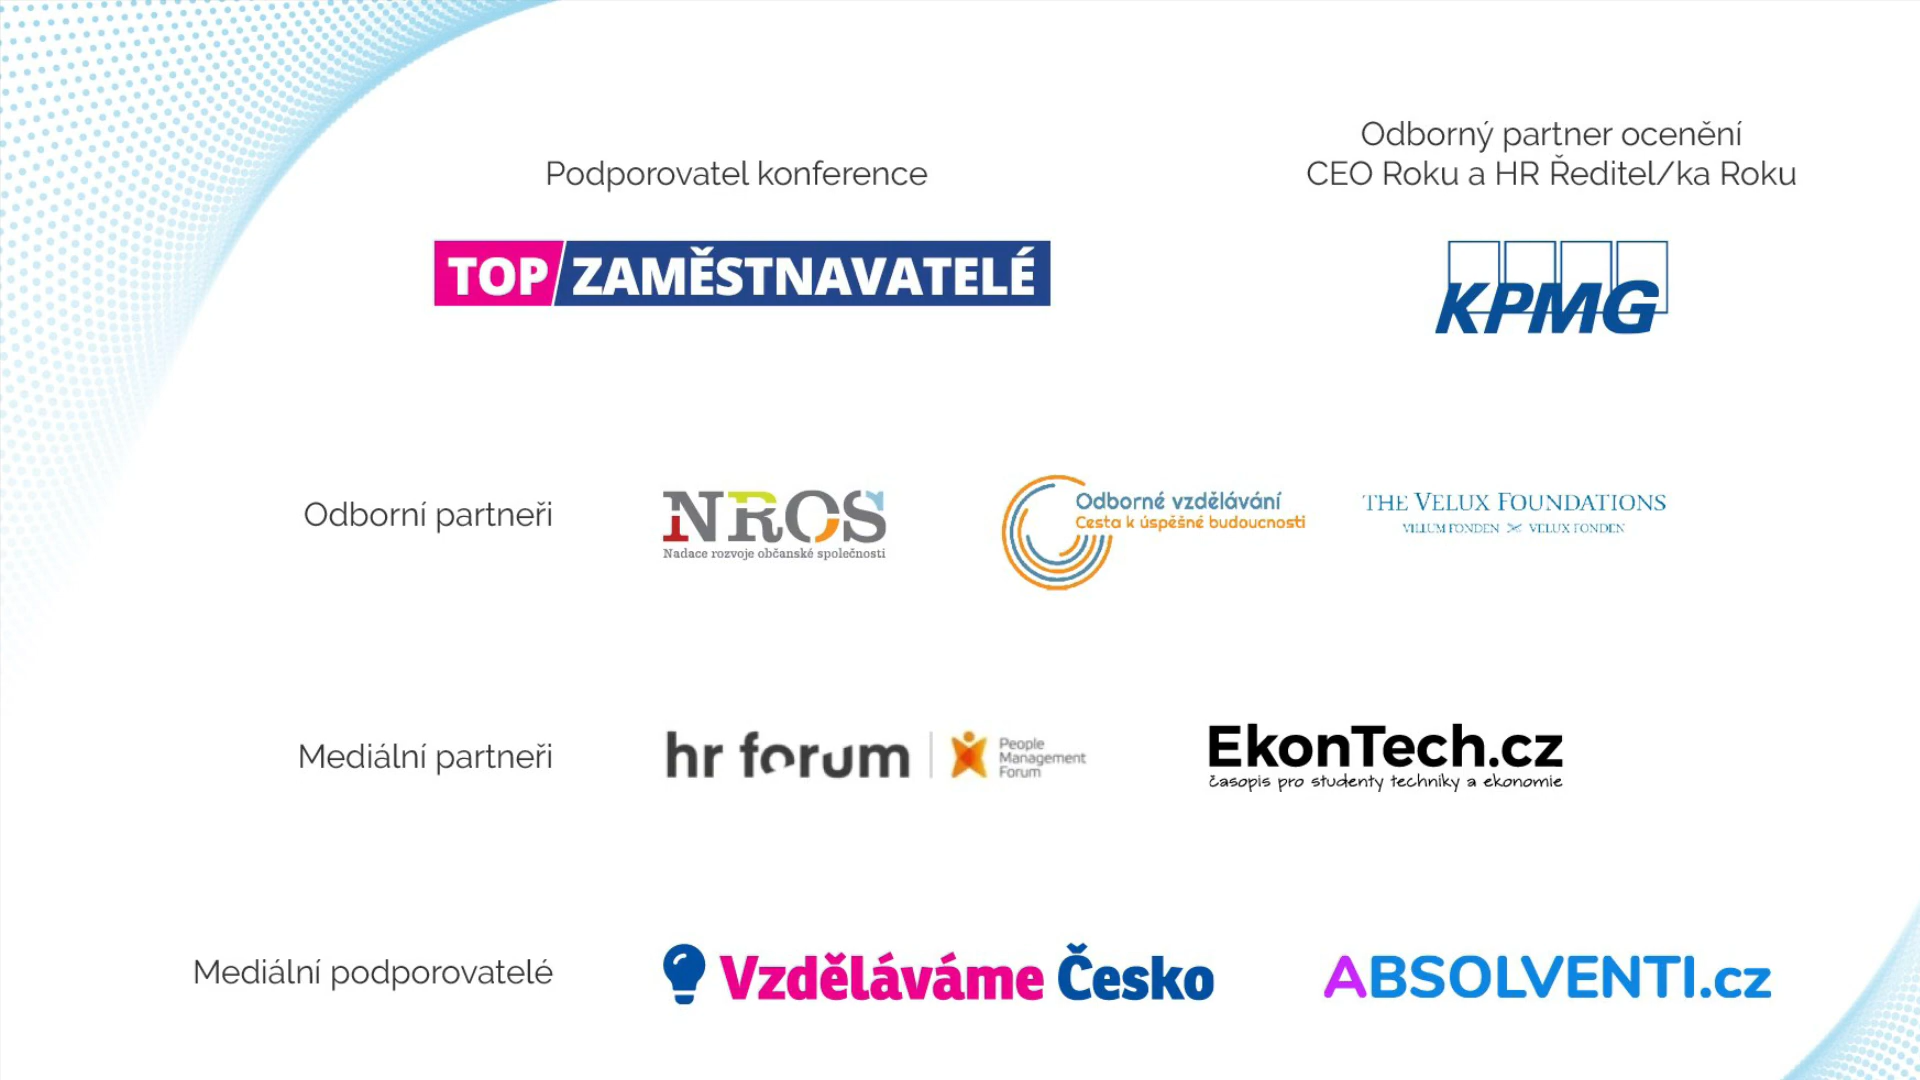 Podporovatel konference
TOP ZAMĚSTNAVATELÉ
Odborný partner ocenění
CEO Roku a HR Ředitel/ka Roku
KPMG
Odborní partneři
NROS
Nadace rozvoje občanské společnosti
Odborné vzdělávání
Cesta k úspěšné budoucnosti
THE VELUX FOUNDATIONS
VILLUM FONDEN VELUX FONDEN
Mediální partneři
hr forum
People
Management
Forum
EkonTech.cz
časopis pro studenty techniky a ekonomie
Mediální podporovatelé
Vzděláváme Česko
ABSOLVENTI.cz